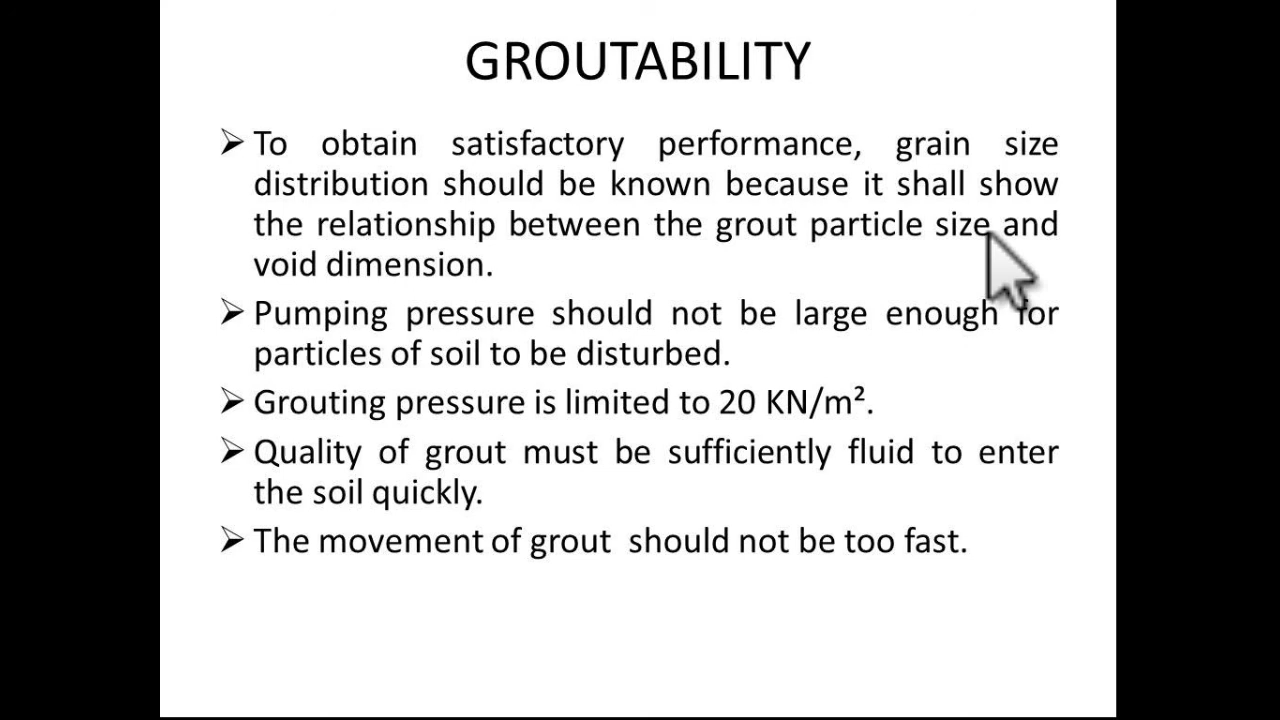 GROUTABILITY
➢ To obtain satisfactory performance, grain size
distribution should be known because it shall show
the relationship between the grout particle size and
void dimension.
➢ Pumping pressure should not be large enough for
particles of soil to be disturbed.
➢ Grouting pressure is limited to 20 KN/m².
➢ Quality of grout must be sufficiently fluid to enter
the soil quickly.
➢ The movement of grout should not be too fast.